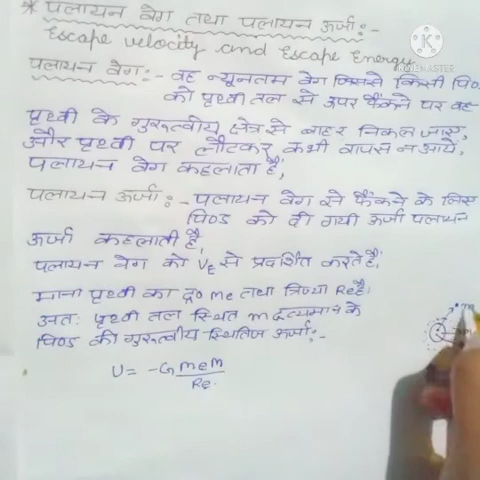 * पलायन वेग तथा पलायन ऊर्जा:-
Escape velocity and Escape Energy
पलायन वेग:- वह न्यूनतम वेग जिससे किसी पिण्ड
को पृथ्वी तल से उपर फैंकने पर वह
पृथ्वी के गुरुत्वीय क्षेत्र से बाहर निकल जाए,
और पृथ्वी पर लौटकर कभी वापस न आये,
पलायन वेग कहलाता है,
पलायन ऊर्जा:- पलायन वेग से फैंकने के लिए
पिण्ड को दी गयी ऊर्जा पलायन
ऊर्जा कहलाती है,
पलायन वेग को VE से प्रदर्शित करते हैं,
माना पृथ्वी का द्र० Me तथा त्रिज्या Re है।
अतः पृथ्वी तल स्थित m द्रव्यमान के
पिण्ड की गुरुत्वीय स्थितिज ऊर्जा:-
U = -G MeM / Re.
KINEMASTER